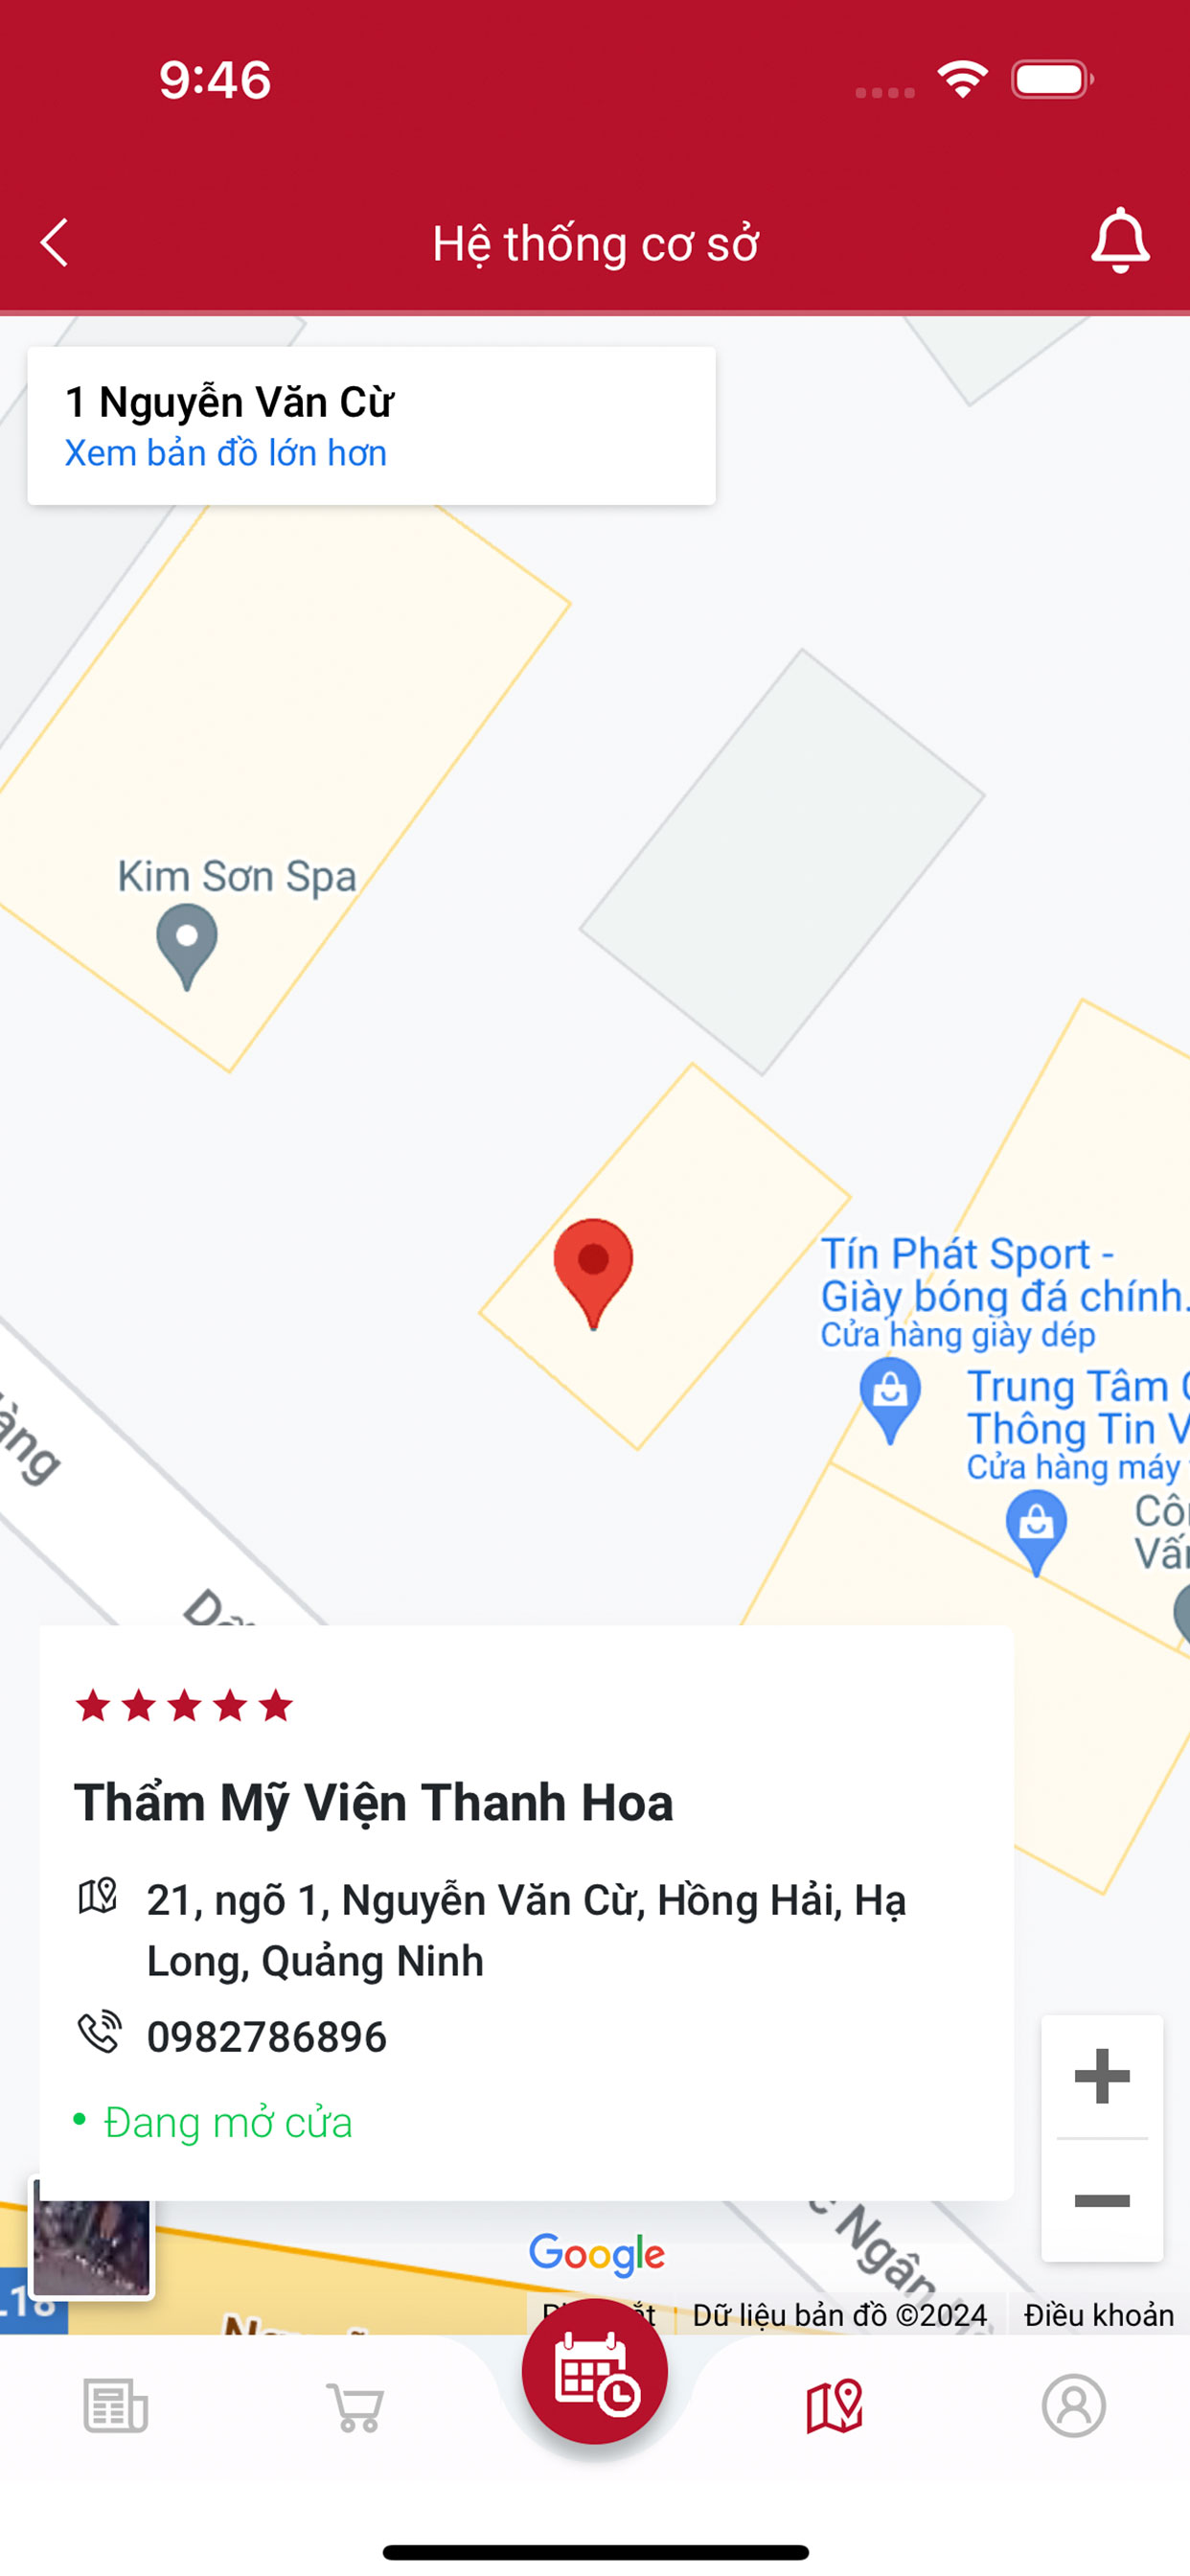 9:46
Hệ thống cơ sở
1 Nguyễn Văn Cừ
Xem bản đồ lớn hơn
Kim Sơn Spa
Tín Phát Sport -
Giày bóng đá chính.
Cửa hàng giày dép
Trung Tâm
Thông Tin V
Cửa hàng máy
★★★★★
Thẩm Mỹ Viện Thanh Hoa
21, ngõ 1, Nguyễn Văn Cừ, Hồng Hải, Hạ
Long, Quảng Ninh
0982786896
• Đang mở cửa
Ngân
Google
Dữ liệu bản đồ ©2024
Điều khoản